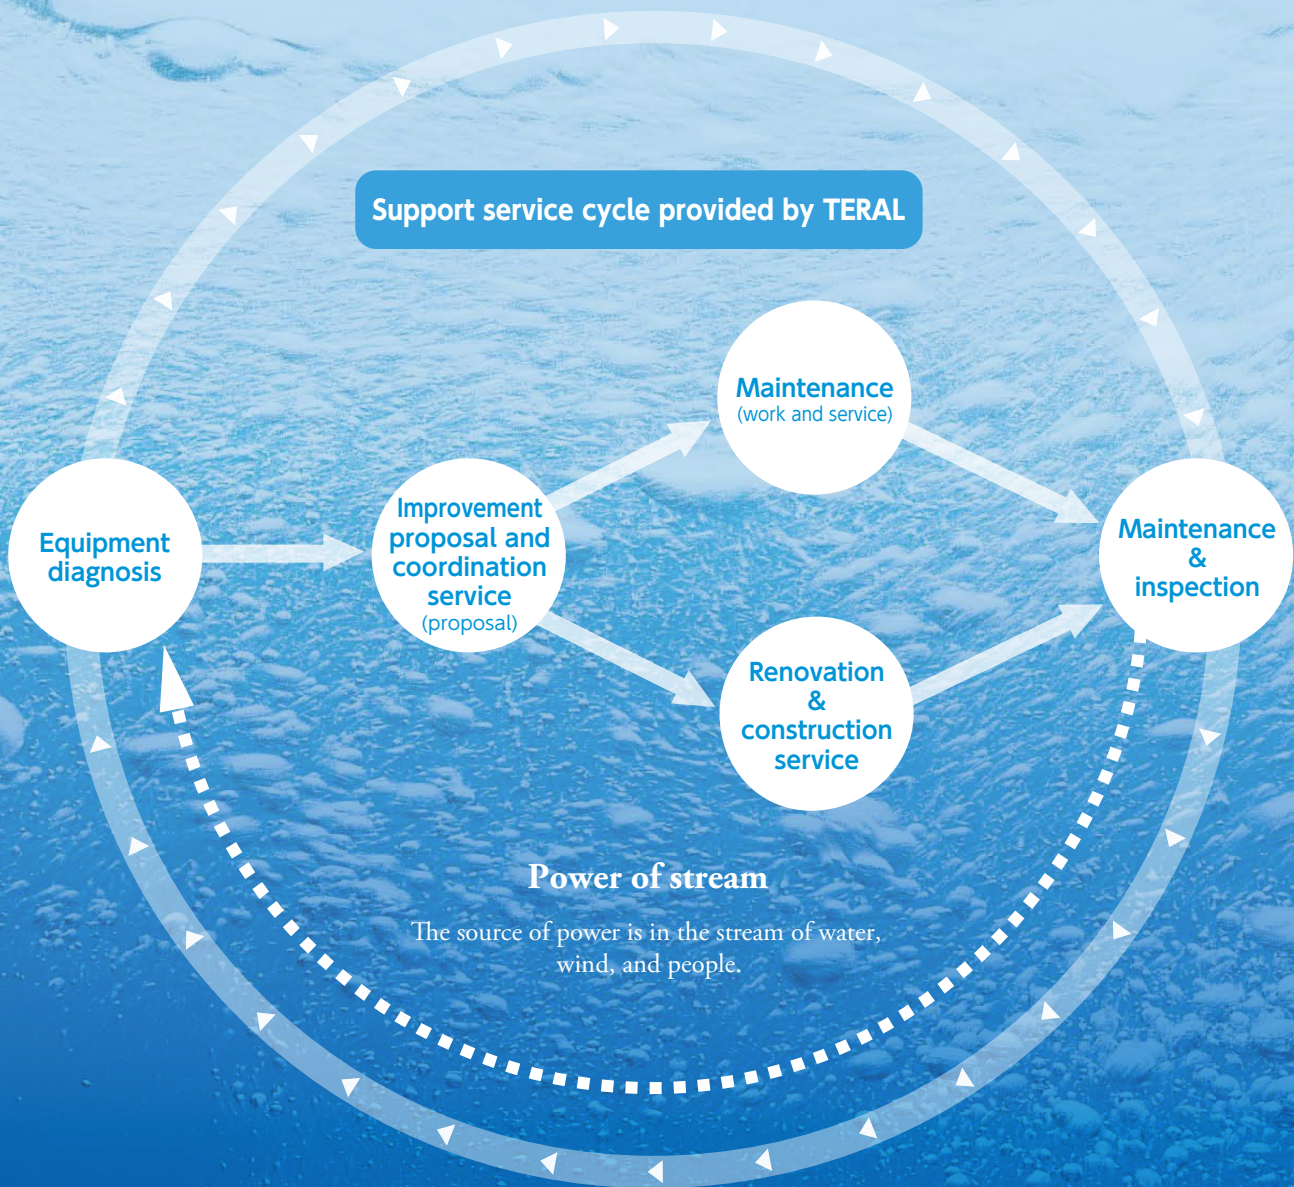 Support service cycle provided by TERAL
Maintenance
(work and service)
Equipment
diagnosis
Improvement
proposal and
coordination
service
(proposal)
Maintenance
&
inspection
Renovation
&
construction
service
Power of stream
The source of power is in the stream of water,
wind, and people.